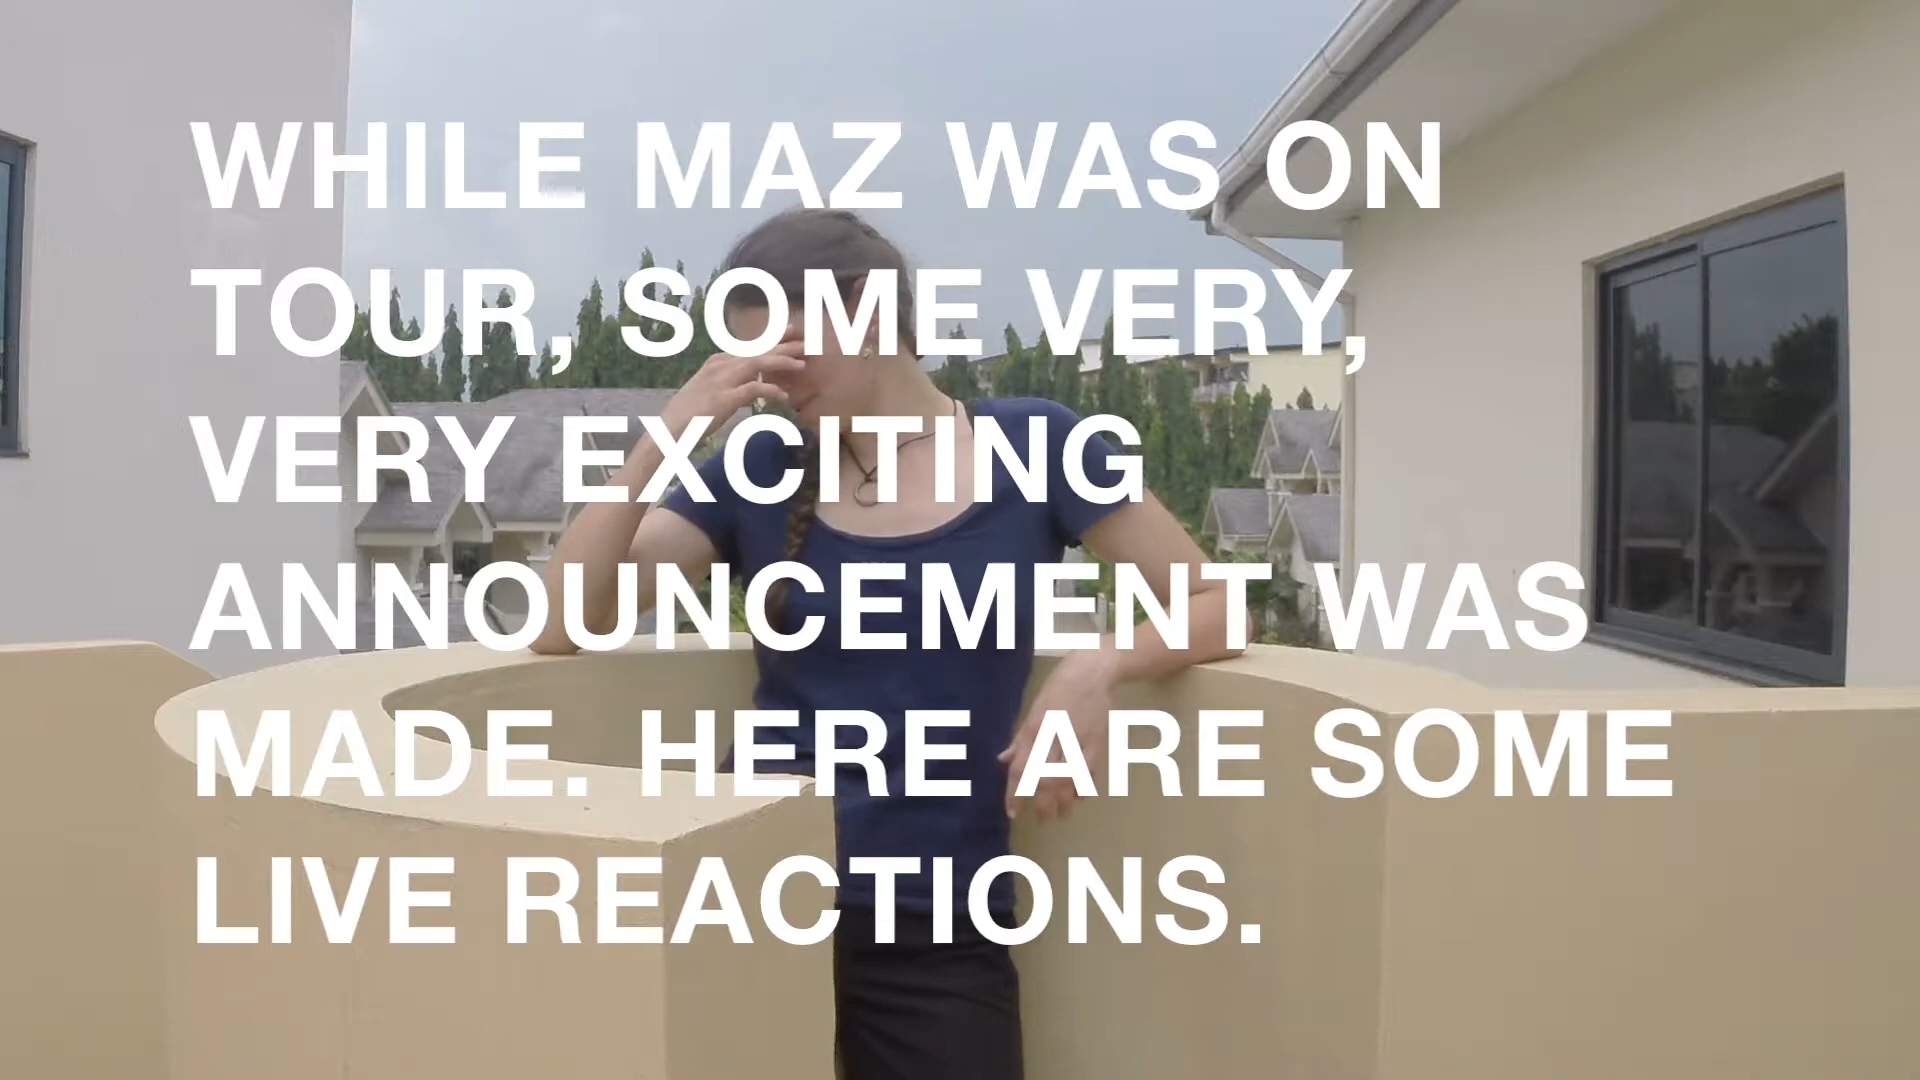 WHILE MAZ WAS ON
TOUR, SOME VERY,
VERY EXCITING
ANNOUNCEMENT WAS
MADE. HERE ARE SOME
LIVE REACTIONS.